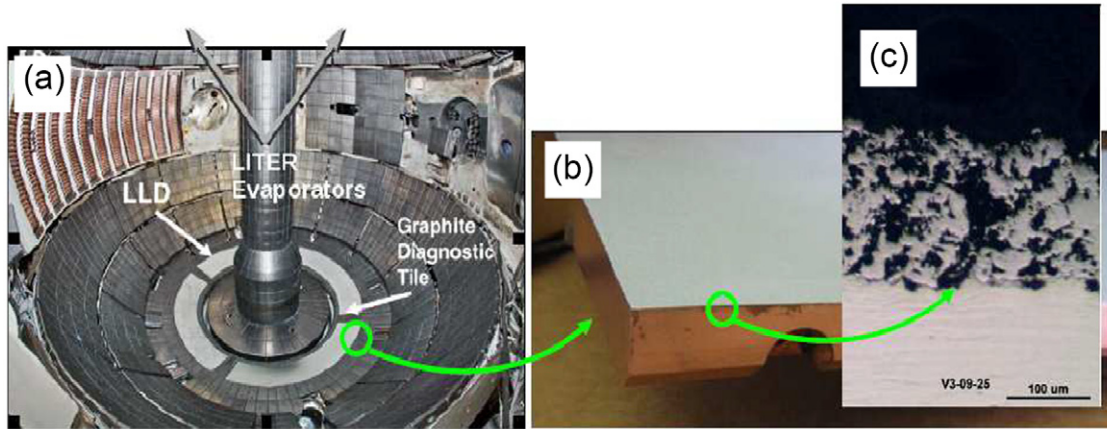 (a)
LITER
Evaporators
LLD
Graphite
Diagnostic
Tile
(b)
(c)
V3-09-25
100 um